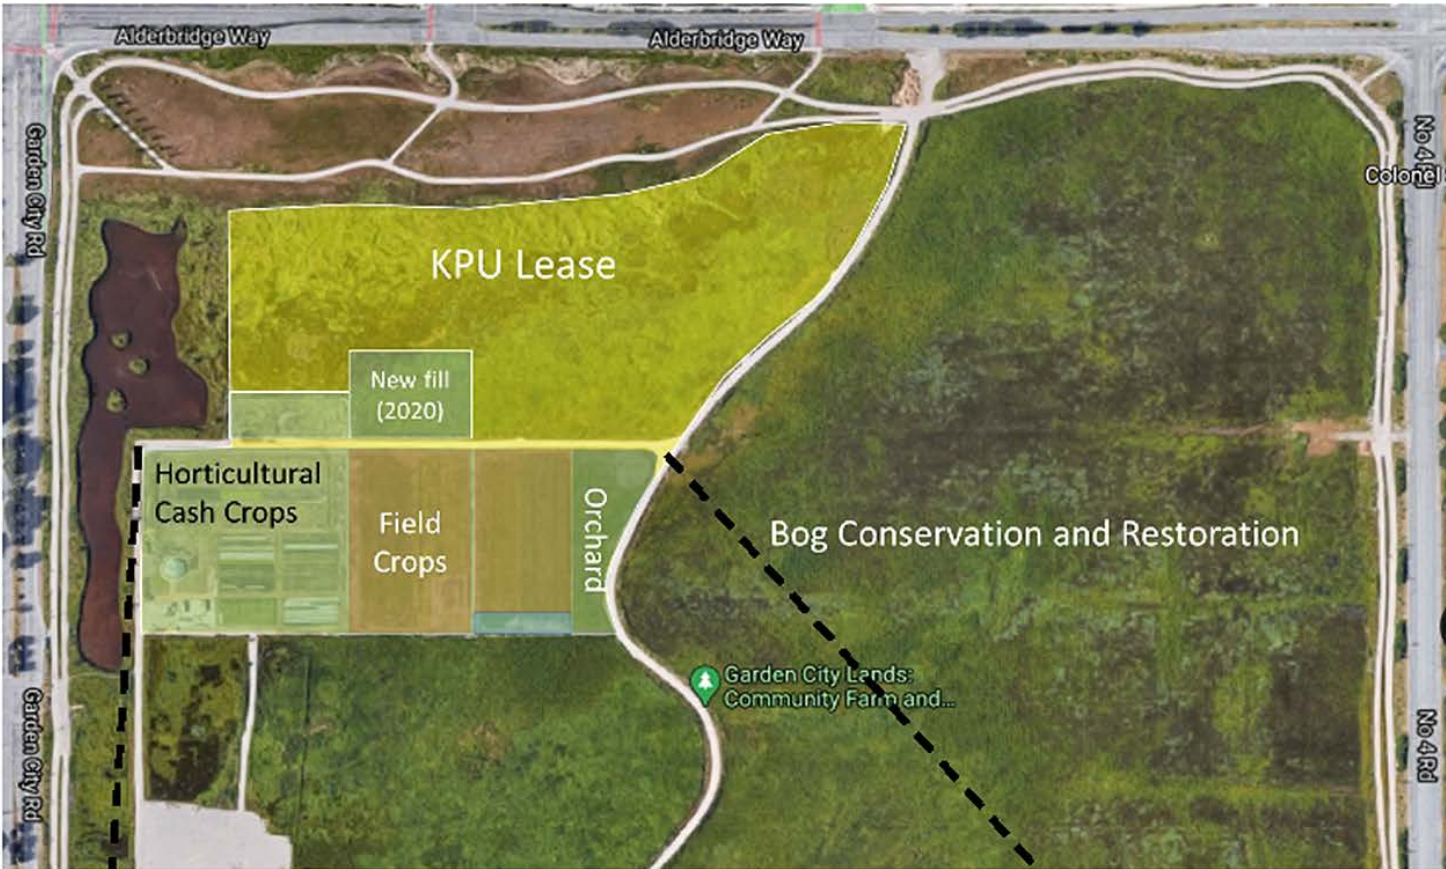 Alderbridge Way
Alderbridge Way
Garden City Rd
No 4 Rd
Colonel
KPU Lease
New fill
(2020)
Horticultural
Cash Crops
Field
Crops
Orchard
Bog Conservation and Restoration
Garden City Lands:
Community Farm and...
Garden City Rd
No 4 Rd